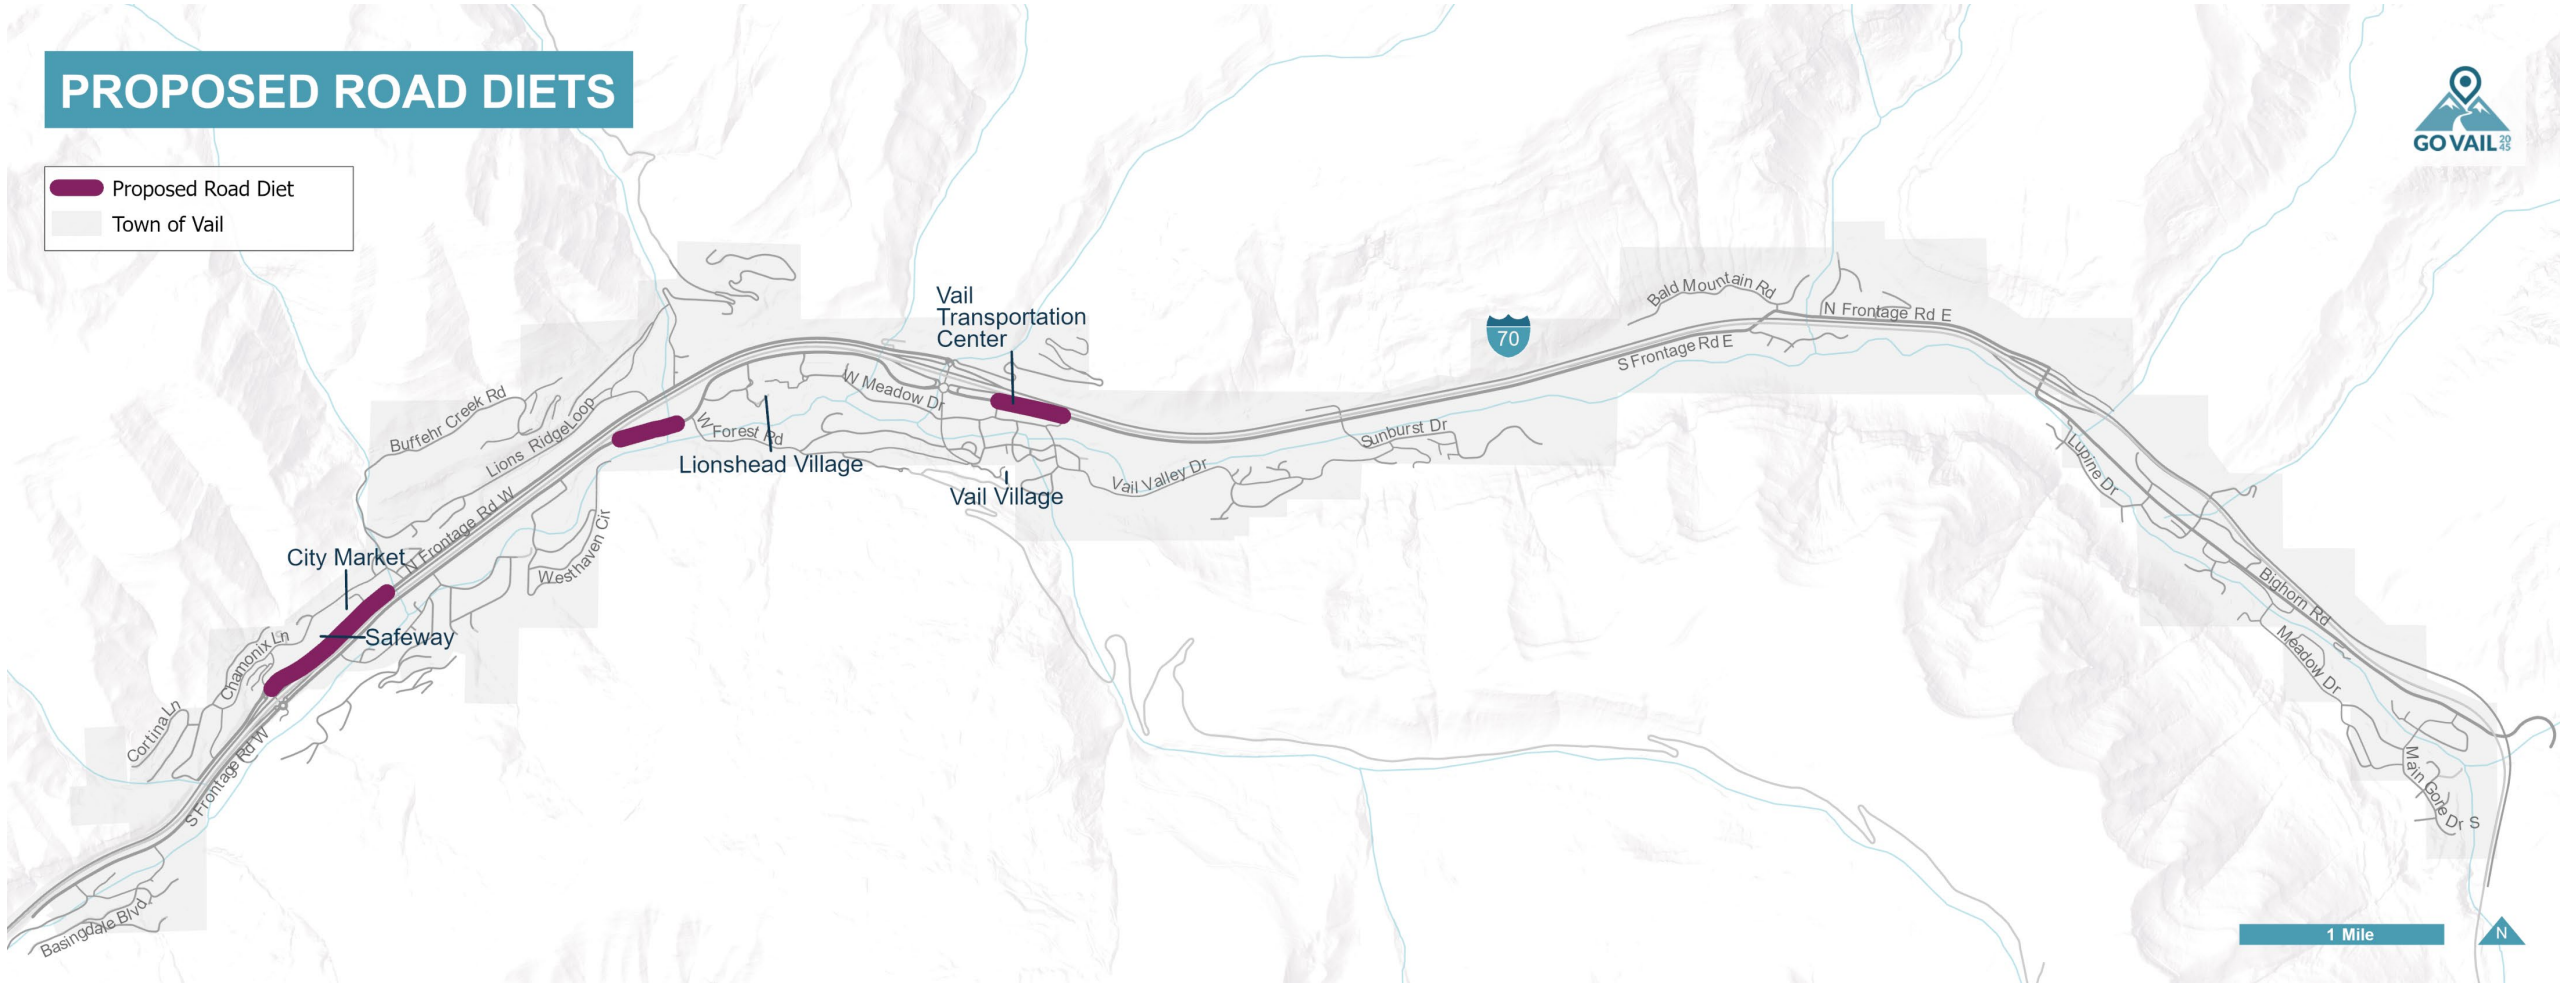 PROPOSED ROAD DIETS
Proposed Road Diet
Town of Vail
GO VAIL 2045
Vail
Transportation
Center
70
Bald Mountain Rd
N Frontage Rd E
S Frontage Rd E
W Meadow Dr
Buffehr Creek Rd
Lions Ridge Loop
W Forest Rd
Lionshead Village
Sunburst Dr
Vail Valley Dr
Vail Village
Lupine Dr
N Frontage Rd W
City Market
Westhaven Cir
Safeway
Chamonix Ln
Bighorn Rd
Meadow Dr
Cortina Ln
S Frontage Rd W
Main Gore Dr S
Basingdale Blvd
1 Mile
N